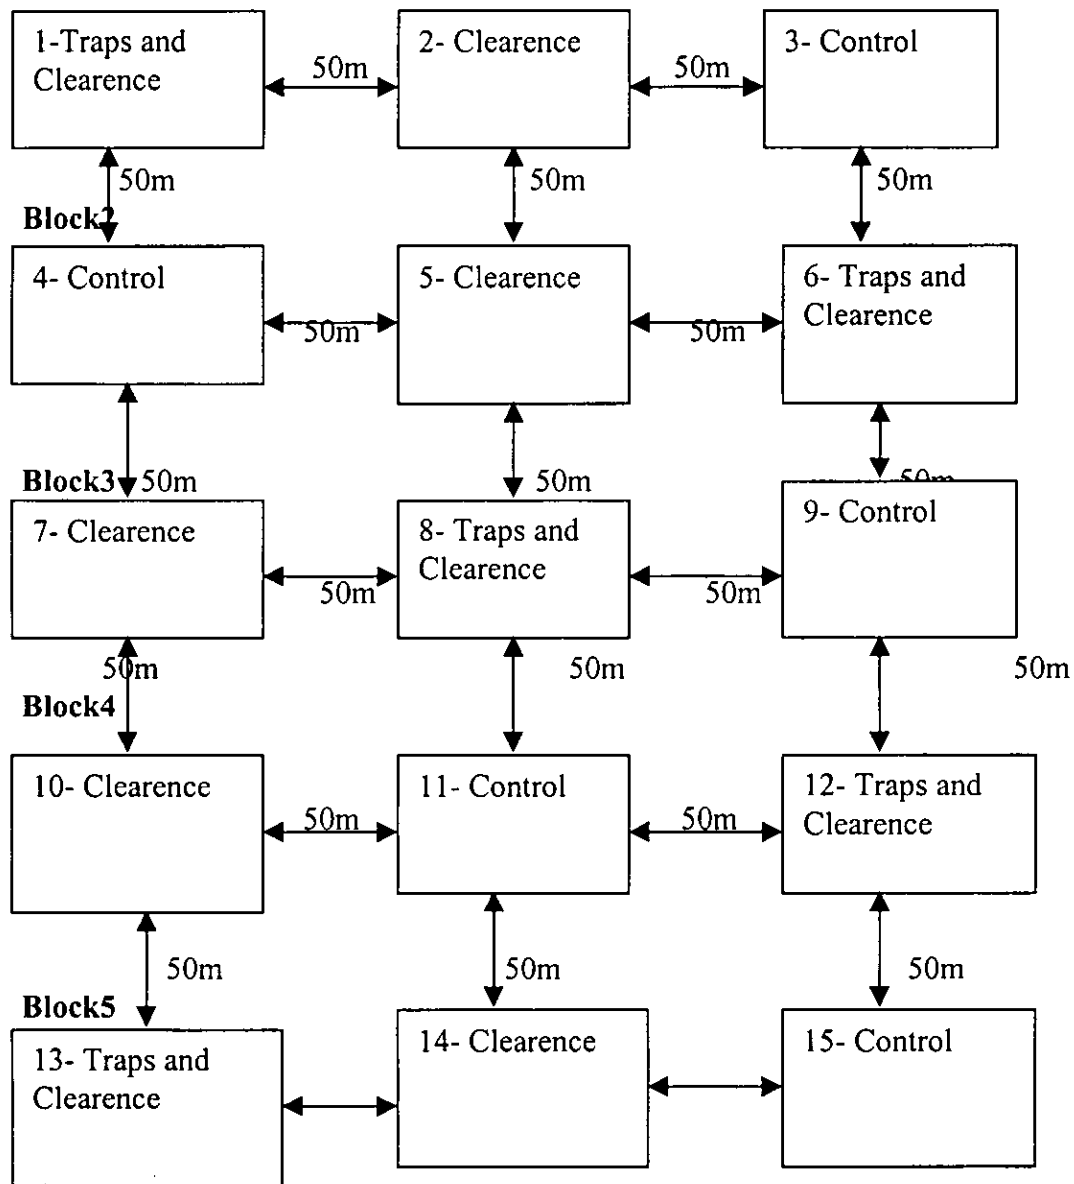 1-Traps and
Clearence
50m
2- Clearence
50m
3- Control
50m
50m
50m
Block2
4- Control
50m
5- Clearence
50m
6- Traps and
Clearence
Block3
50m
50m
50m
7- Clearence
50m
8- Traps and
Clearence
50m
9- Control
50m
50m
50m
Block4
10- Clearence
50m
11- Control
50m
12- Traps and
Clearence
50m
50m
50m
Block5
13- Traps and
Clearence
14- Clearence
15- Control